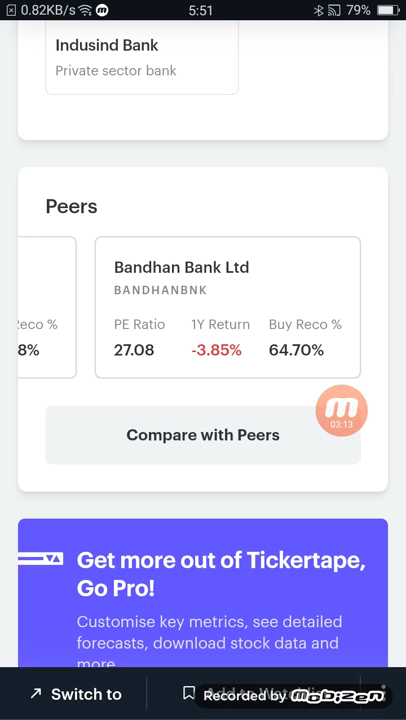 0.82KB/s 5:51 79%
Indusind Bank
Private sector bank
Peers
Bandhan Bank Ltd
BANDHANBNK
Reco % PE Ratio 1Y Return Buy Reco %
8% 27.08 -3.85% 64.70%
03:13
Compare with Peers
Get more out of Tickertape,
Go Pro!
Customise key metrics, see detailed
forecasts, download stock data and
more
Switch to
Recorded by mobizen